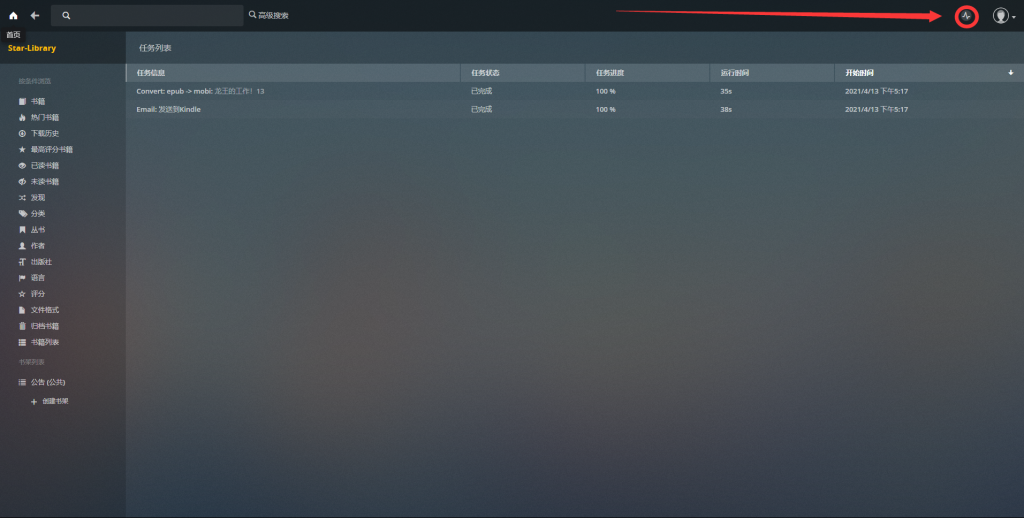 高级搜索
首页
Star-Library
任务列表
按条件浏览
任务信息 任务状态 任务进度 运行时间 开始时间
Convert: epub -> mobi: 龙王的工作！13 已完成 100 % 35s 2021/4/13 下午5:17
Email: 发送到Kindle 已完成 100 % 38s 2021/4/13 下午5:17
书籍
热门书籍
下载历史
最高评分书籍
已读书籍
未读书籍
发现
分类
丛书
作者
出版社
语言
评分
文件格式
归档书籍
书籍列表
书架列表
公告 (公共)
创建书架